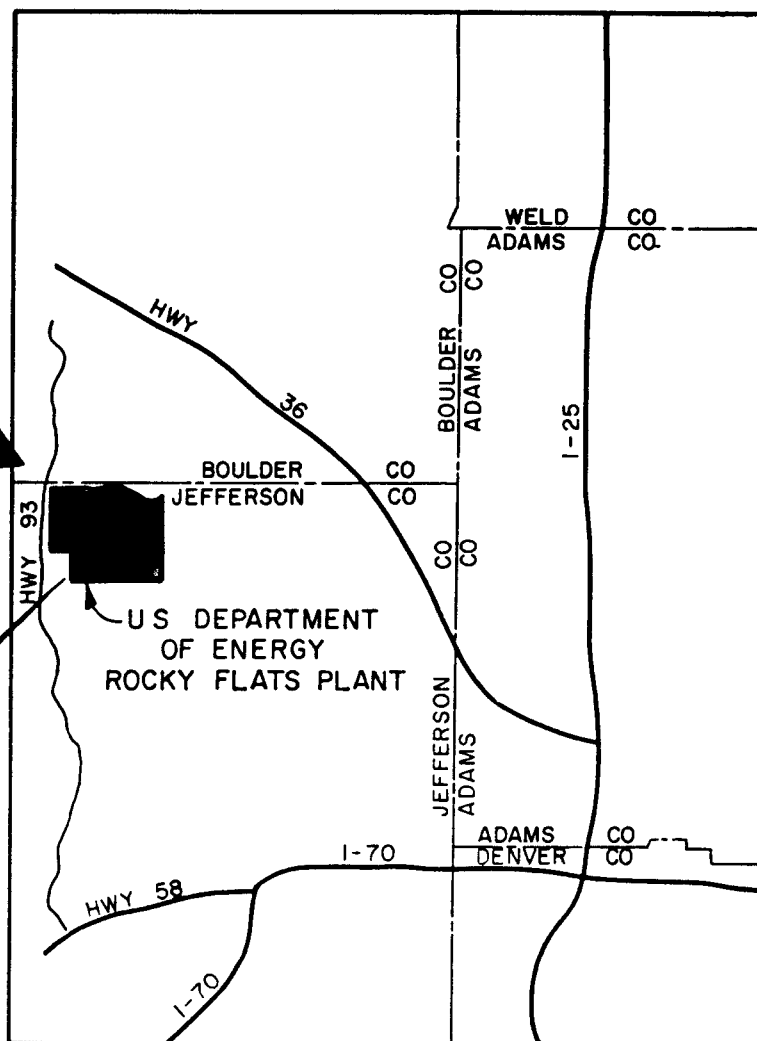 WELD CO
ADAMS CO.
HWY 36
BOULDER CO
ADAMS CO
I-25
BOULDER CO
JEFFERSON CO
HWY 93
JEFFERSON CO
ADAMS CO
U S DEPARTMENT
OF ENERGY
ROCKY FLATS PLANT
ADAMS CO
DENVER CO
I-70
HWY 58
I-70